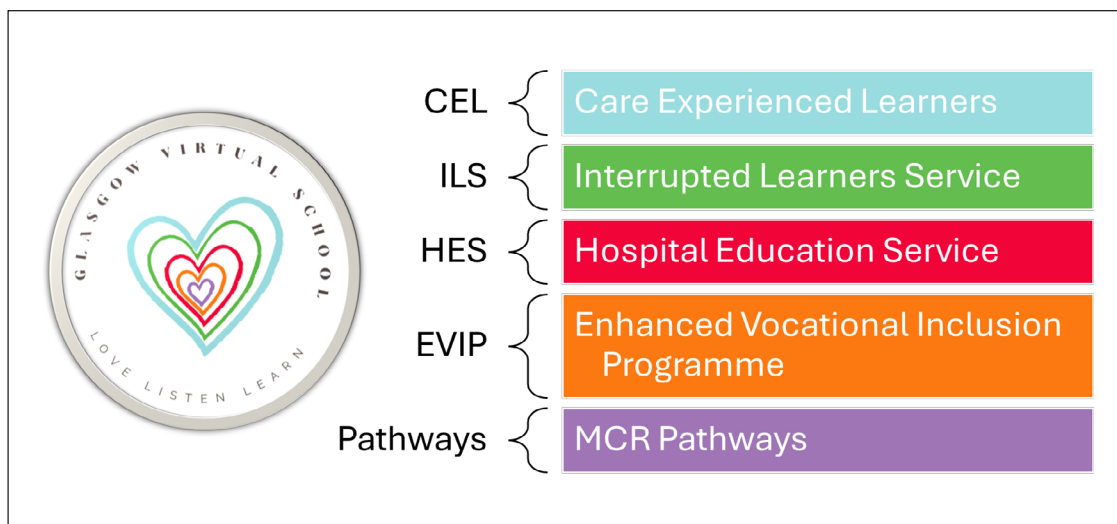 GLASGOW VIRTUAL SCHOOL
LOVE LISTEN LEARN
CEL
Care Experienced Learners
ILS
Interrupted Learners Service
HES
Hospital Education Service
EVIP
Enhanced Vocational Inclusion
Programme
Pathways
MCR Pathways